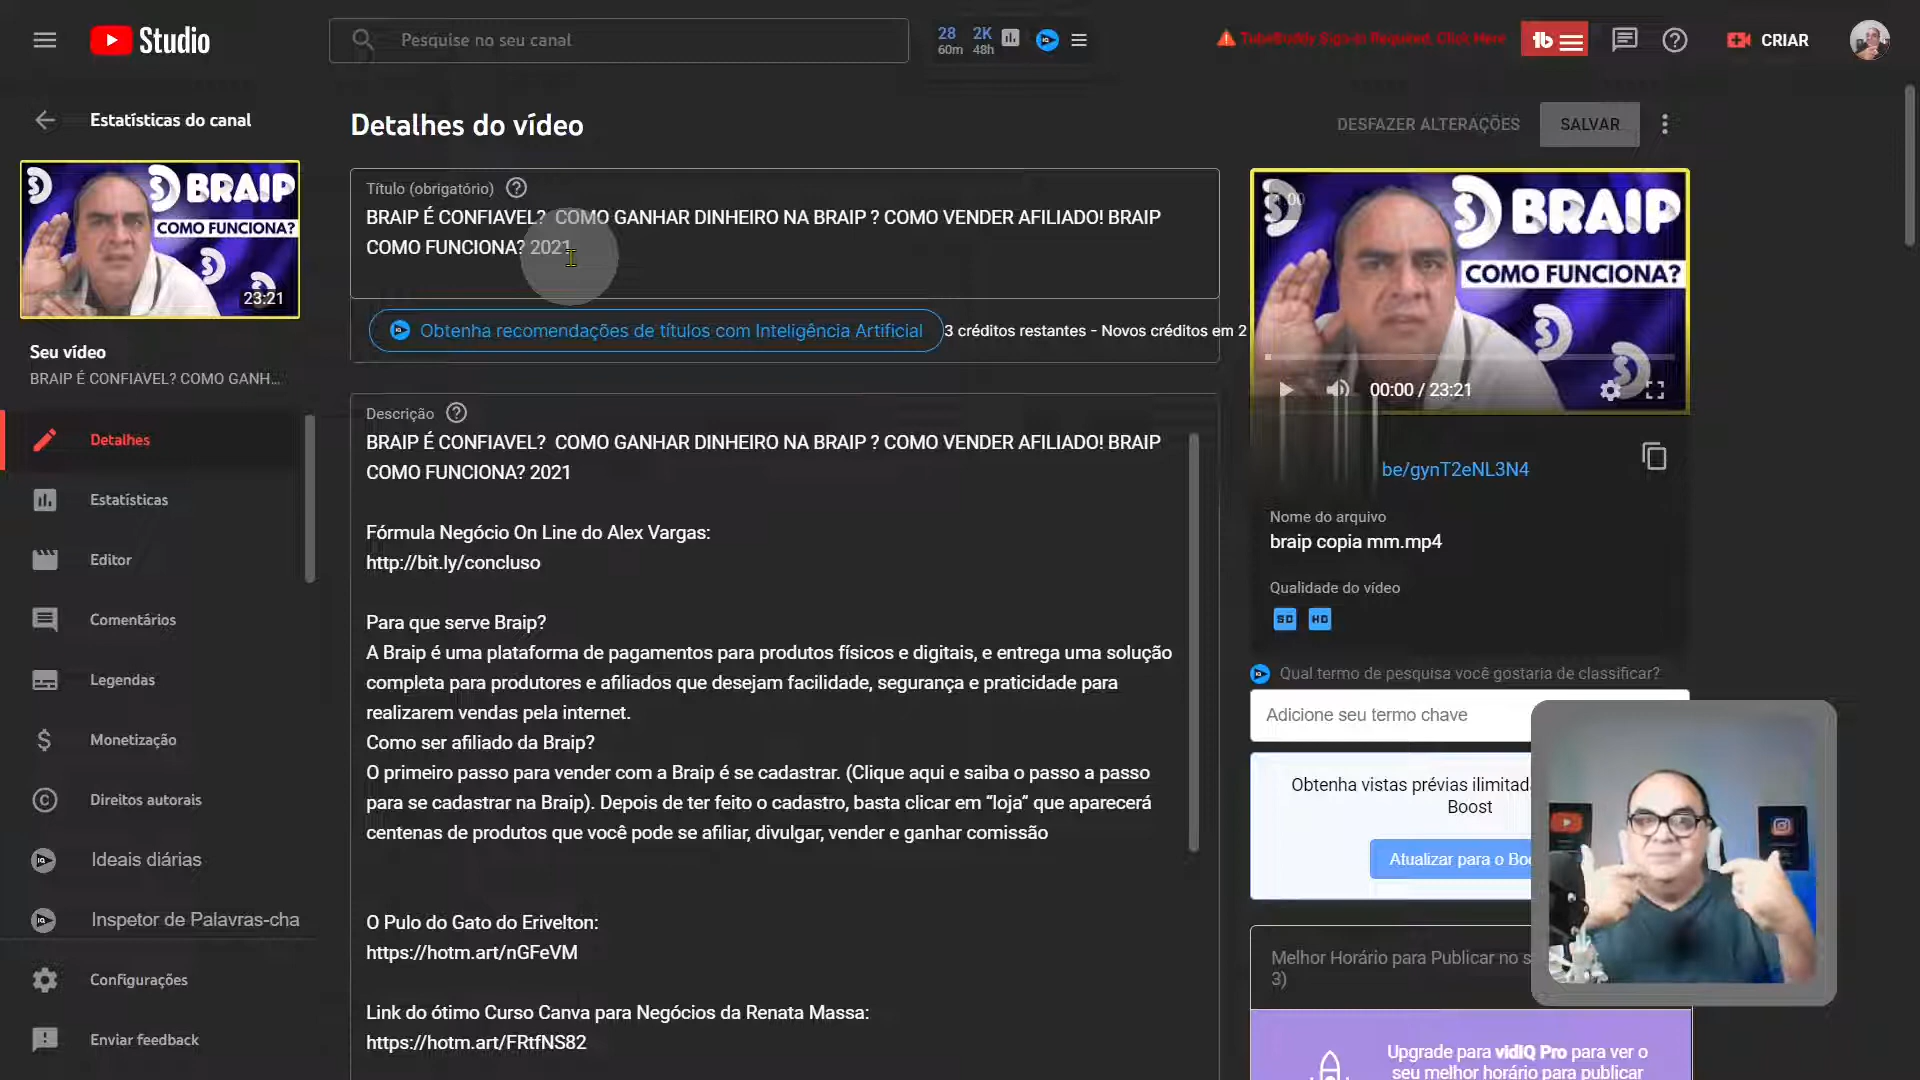 Studio
Pesquise no seu canal
28
60m
2K
48h
TubeBuddy Sign-in Required, Click Here
CRIAR
Estatísticas do canal
BRAIP
COMO FUNCIONA?
23:21
Seu vídeo
BRAIP É CONFIAVEL? COMO GANH...
Detalhes
Estatísticas
Editor
Comentários
Legendas
Monetização
Direitos autorais
Ideais diárias
Inspetor de Palavras-cha
Configurações
Enviar feedback
Detalhes do vídeo
DESFAZER ALTERAÇÕES
SALVAR
Título (obrigatório)
BRAIP É CONFIAVEL?  COMO GANHAR DINHEIRO NA BRAIP ? COMO VENDER AFILIADO! BRAIP
COMO FUNCIONA? 2021
Obtenha recomendações de títulos com Inteligência Artificial
3 créditos restantes - Novos créditos em 2
Descrição
BRAIP É CONFIAVEL?  COMO GANHAR DINHEIRO NA BRAIP ? COMO VENDER AFILIADO! BRAIP
COMO FUNCIONA? 2021
Fórmula Negócio On Line do Alex Vargas:
http://bit.ly/concluso
Para que serve Braip?
A Braip é uma plataforma de pagamentos para produtos físicos e digitais, e entrega uma solução
completa para produtores e afiliados que desejam facilidade, segurança e praticidade para
realizarem vendas pela internet.
Como ser afiliado da Braip?
O primeiro passo para vender com a Braip é se cadastrar. (Clique aqui e saiba o passo a passo
para se cadastrar na Braip). Depois de ter feito o cadastro, basta clicar em “loja” que aparecerá
centenas de produtos que você pode se afiliar, divulgar, vender e ganhar comissão
O Pulo do Gato do Erivelton:
https://hotm.art/nGFeVM
Link do ótimo Curso Canva para Negócios da Renata Massa:
https://hotm.art/FRtfNS82
BRAIP
COMO FUNCIONA?
00:00 / 23:21
be/gynT2eNL3N4
Nome do arquivo
braip copia mm.mp4
Qualidade do vídeo
SD
HD
Qual termo de pesquisa você gostaria de classificar?
Adicione seu termo chave
Obtenha vistas prévias ilimitad
Boost
Atualizar para o Boo
Melhor Horário para Publicar no s
3)
Upgrade para vidIQ Pro para ver o
seu melhor horário para publicar